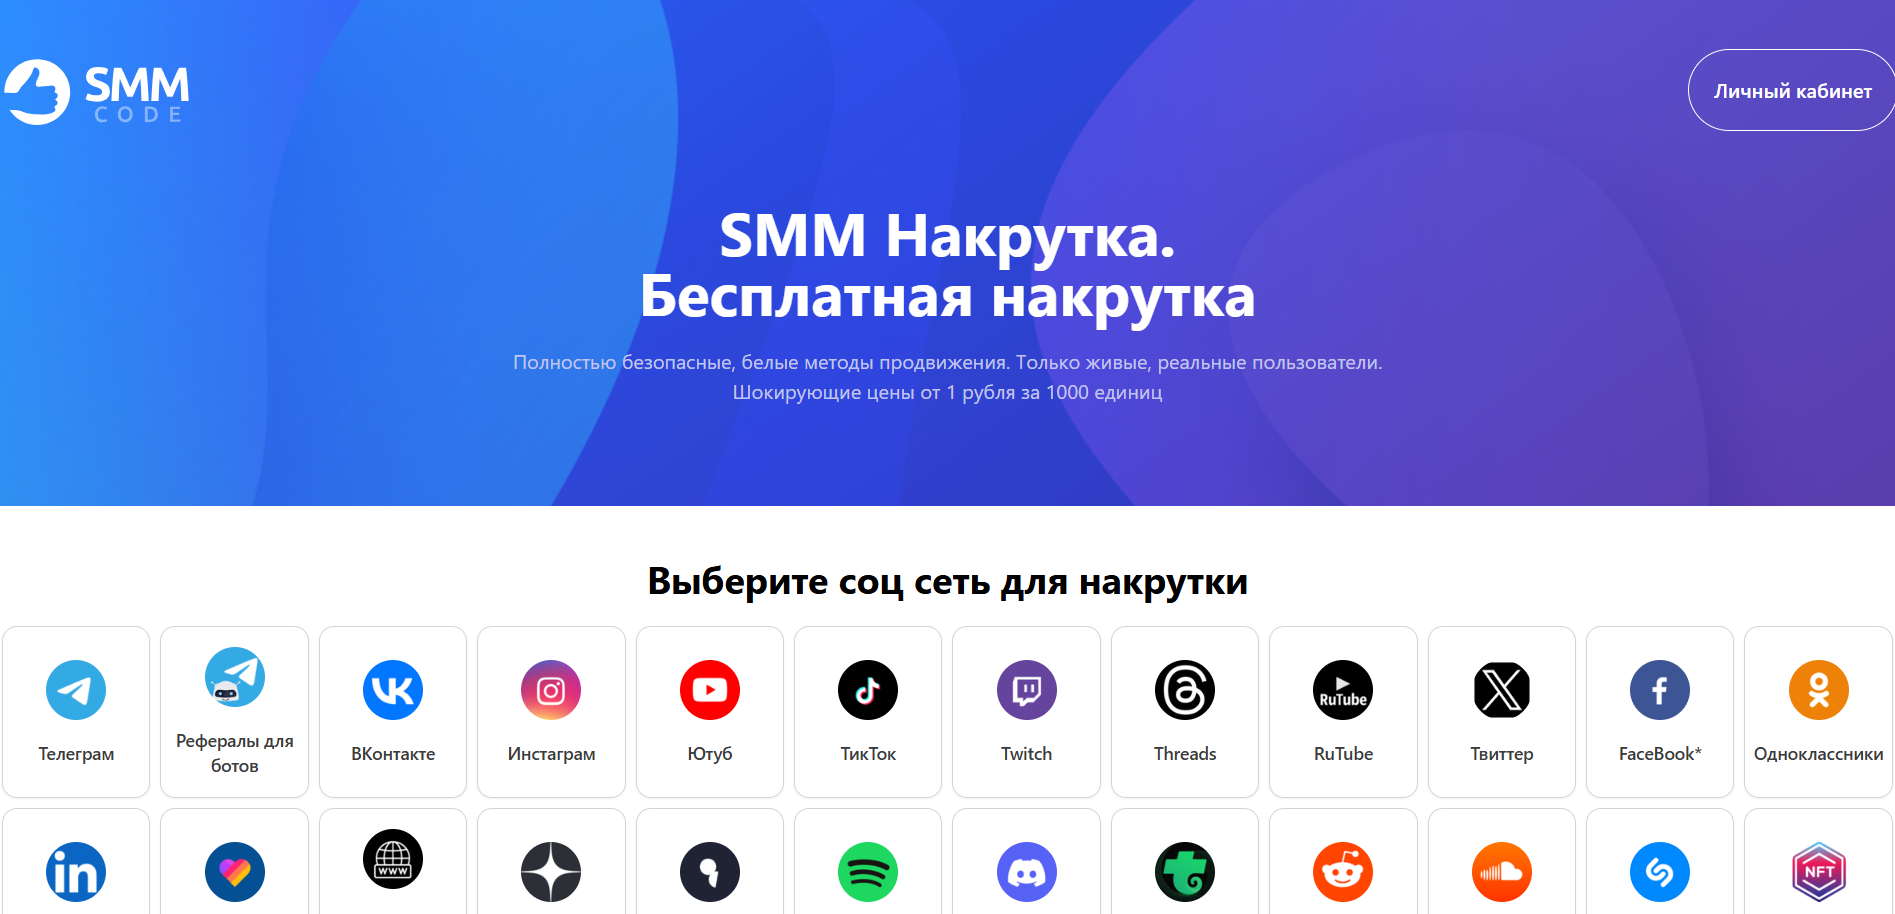 SMM
CODE
Личный кабинет
SMM Накрутка.
Бесплатная накрутка
Полностью безопасные, белые методы продвижения. Только живые, реальные пользователи.
Шокирующие цены от 1 рубля за 1000 единиц
Выберите соц сеть для накрутки
Телеграм
Рефералы для
ботов
ВКонтакте
Инстаграм
Ютуб
ТикТок
Twitch
Threads
RuTube
RuTube
Твиттер
FaceBook*
Одноклассники
in
WWW
NFT